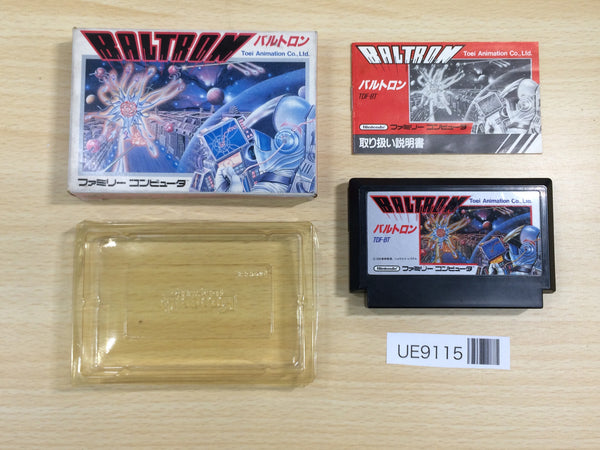 BALTRON
バルトロン
Toei Animation Co., Ltd.
ファミリー コンピュータ
BALTRON
Toei Animation Co., Ltd.
バルトロン
TDF-BT
Nintendo
ファミリー コンピュータ
取り扱い説明書
BALTRON
Toei Animation Co., Ltd.
バルトロン
TDF-BT
Nintendo
ファミリー コンピュータ
UE9115